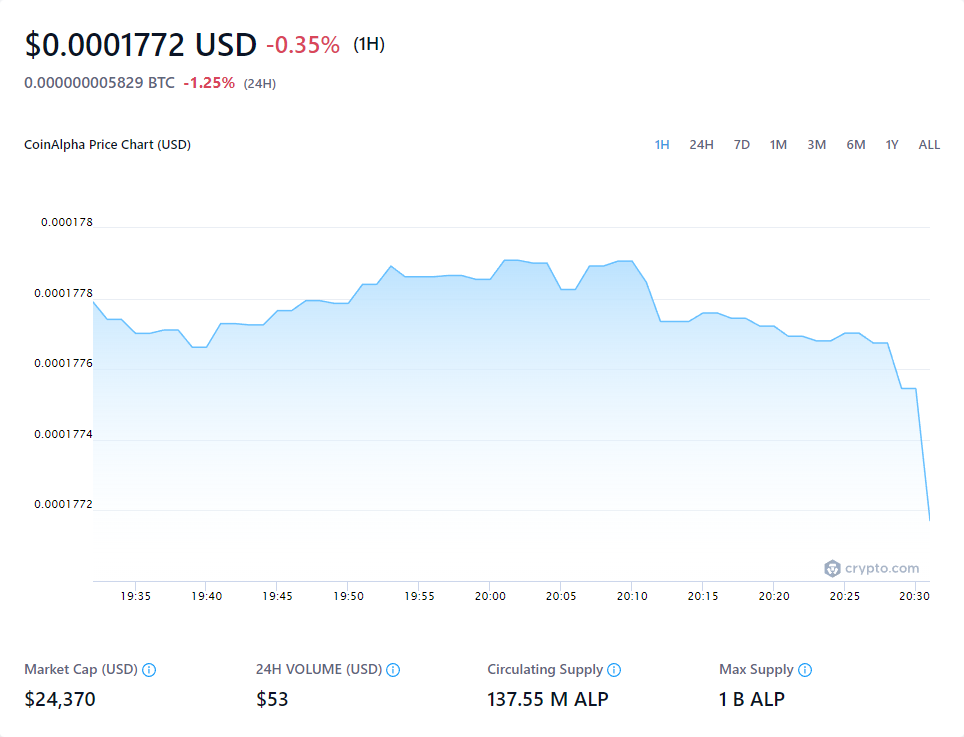 $0.0001772 USD -0.35% (1H)
0.000000005829 BTC -1.25% (24H)
CoinAlpha Price Chart (USD) 1H 24H 7D 1M 3M 6M 1Y ALL
0.000178
0.0001778
0.0001776
0.0001774
0.0001772
crypto.com
19:35 19:40 19:45 19:50 19:55 20:00 20:05 20:10 20:15 20:20 20:25 20:30
Market Cap (USD) 24H VOLUME (USD) Circulating Supply Max Supply
$24,370 $53 137.55 M ALP 1 B ALP